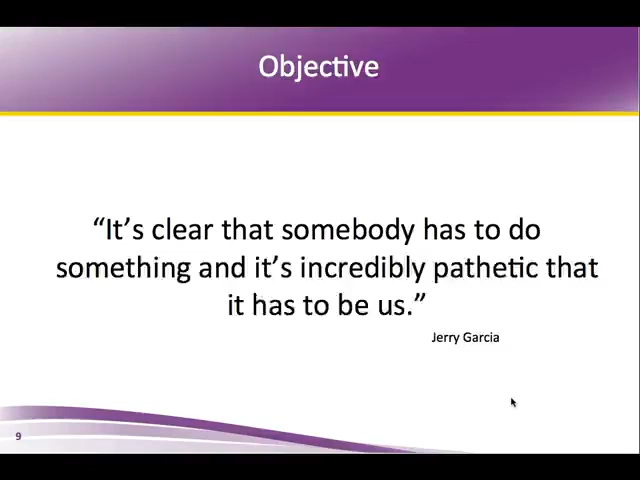 Objective
“It’s clear that somebody has to do
something and it’s incredibly pathetic that
it has to be us.”
Jerry Garcia
9